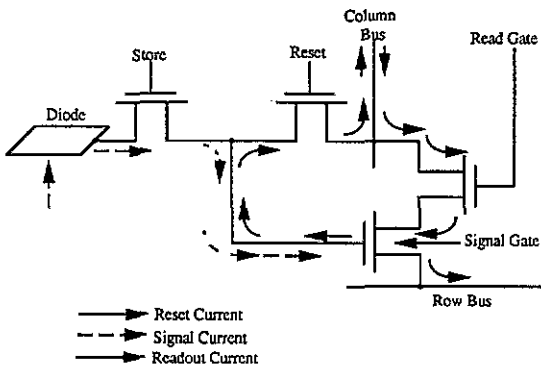 Column
Bus
Read Gate
Store
Reset
Diode
Signal Gate
Row Bus
Reset Current
Signal Current
Readout Current